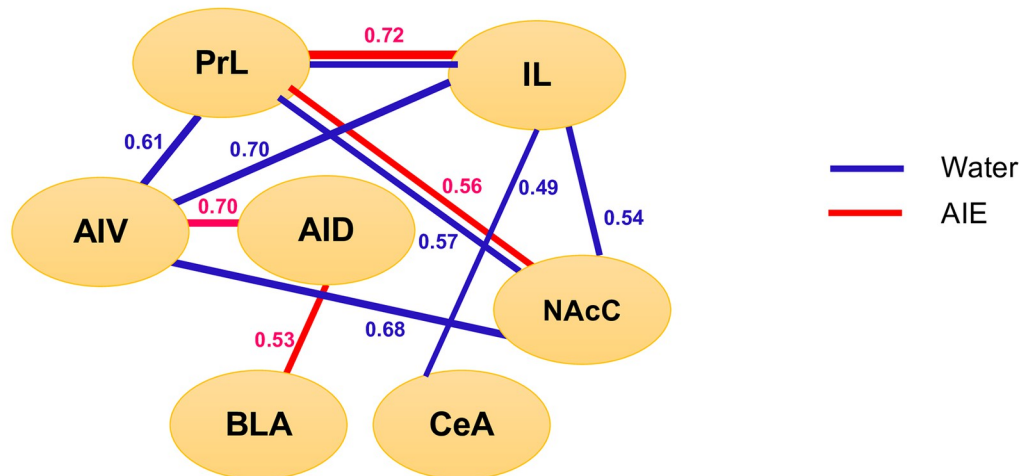 0.72
PrL
IL
0.61
0.70
Water
0.56
0.49
0.70
AIE
0.54
AIV
AID
0.57
NAcC
0.68
0.53
BLA
CeA